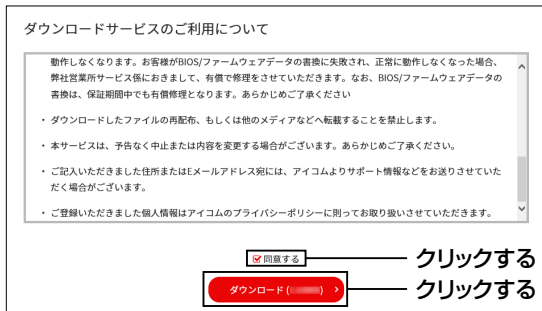 ダウンロードサービスのご利用について
動作しなくなります。お客様がBIOS/ファームウェアデータの書換に失敗され、正常に動作しなくなった場合、
弊社営業所サービス係におきまして、有償で修理をさせていただきます。なお、BIOS/ファームウェアデータの
書換は、保証期間中でも有償修理となります。あらかじめご了承ください
・ダウンロードしたファイルの再配布、もしくは他のメディアなどへ転載することを禁止します。
・本サービスは、予告なく中止または内容を変更する場合がございます。あらかじめご了承ください。
・ご記入いただきました住所またはEメールアドレス宛には、アイコムよりサポート情報などをお送りさせていた
だく場合がございます。
・ご登録いただきました個人情報はアイコムのプライバシーポリシーに則ってお取り扱いさせていただきます。
同意する
クリックする
ダウンロード ( )
クリックする